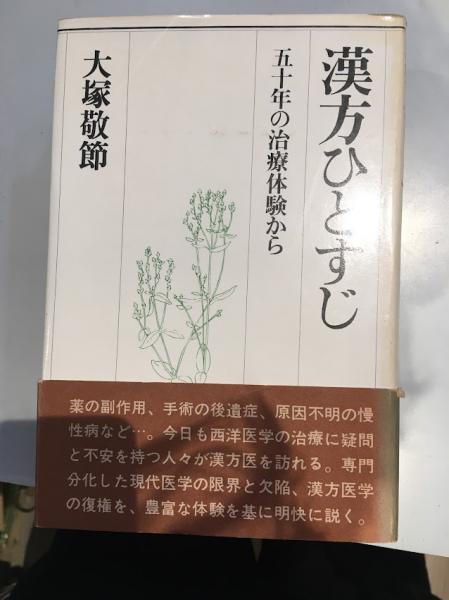 漢方ひとすじ
五十年の治療体験から
大塚敬節
薬の副作用、手術の後遺症、原因不明の慢
性病など…。今日も西洋医学の治療に疑問
と不安を持つ人々が漢方医を訪れる。専門
分化した現代医学の限界と欠陥、漢方医学
の復権を、豊富な体験を基に明快に説く。